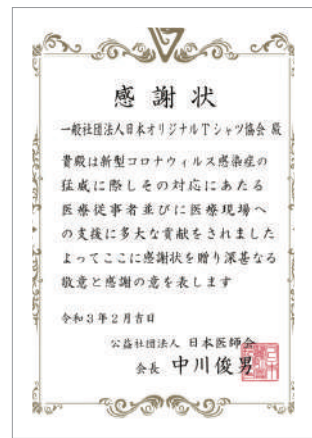 感謝状
一般社団法人日本オリジナルTシャツ協会 殿
貴殿は新型コロナウィルス感染症の
猛威に際しその対応にあたる
医療従事者並びに医療現場へ
の支援に多大な貢献をされました
よってここに感謝状を贈り深甚なる
敬意と感謝の意を表します
令和3年2月吉日
公益社団法人 日本医師会
会長 中川俊男